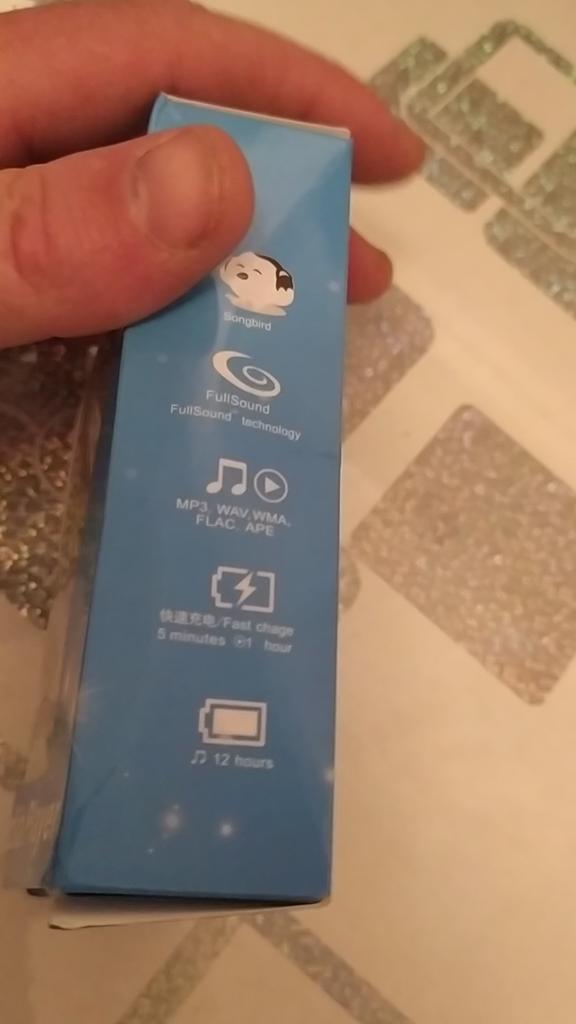 Songbird
FullSound
FullSound™ technology
MP3, WAV, WMA,
FLAC, APE
快速充电/Fast chage
5 minutes ▶1 hour
♫ 12 hours